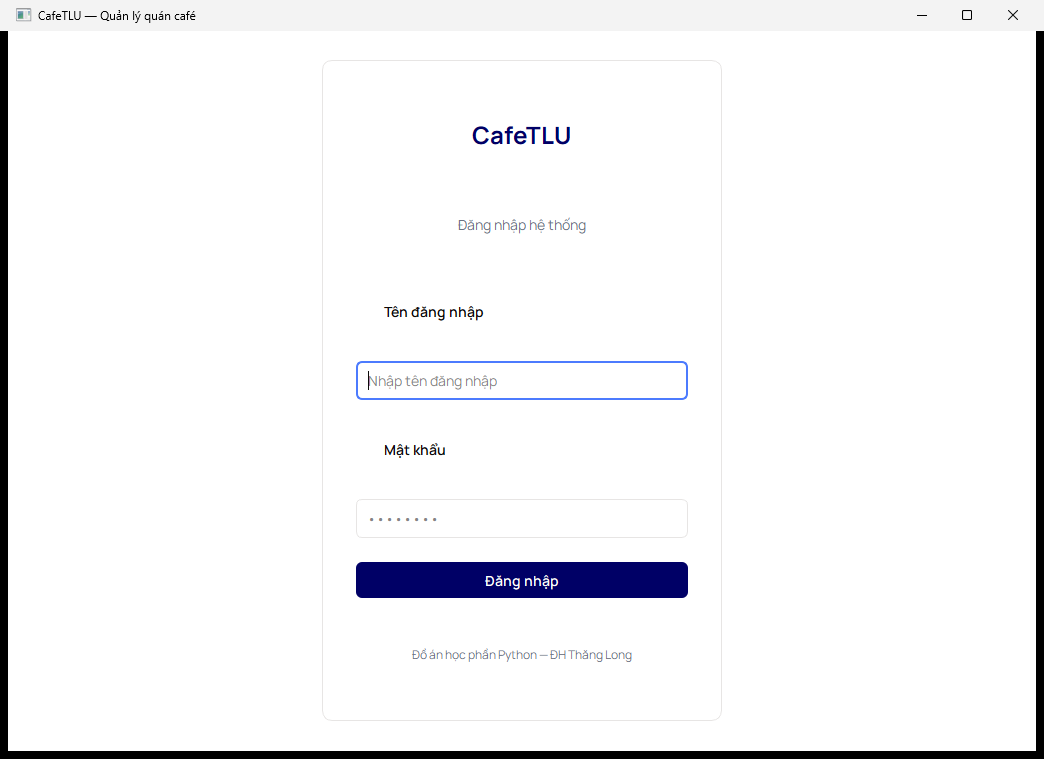 CafeTLU — Quản lý quán café
CafeTLU
Đăng nhập hệ thống
Tên đăng nhập
Nhập tên đăng nhập
Mật khẩu
••••••••
Đăng nhập
Đồ án học phần Python — ĐH Thăng Long